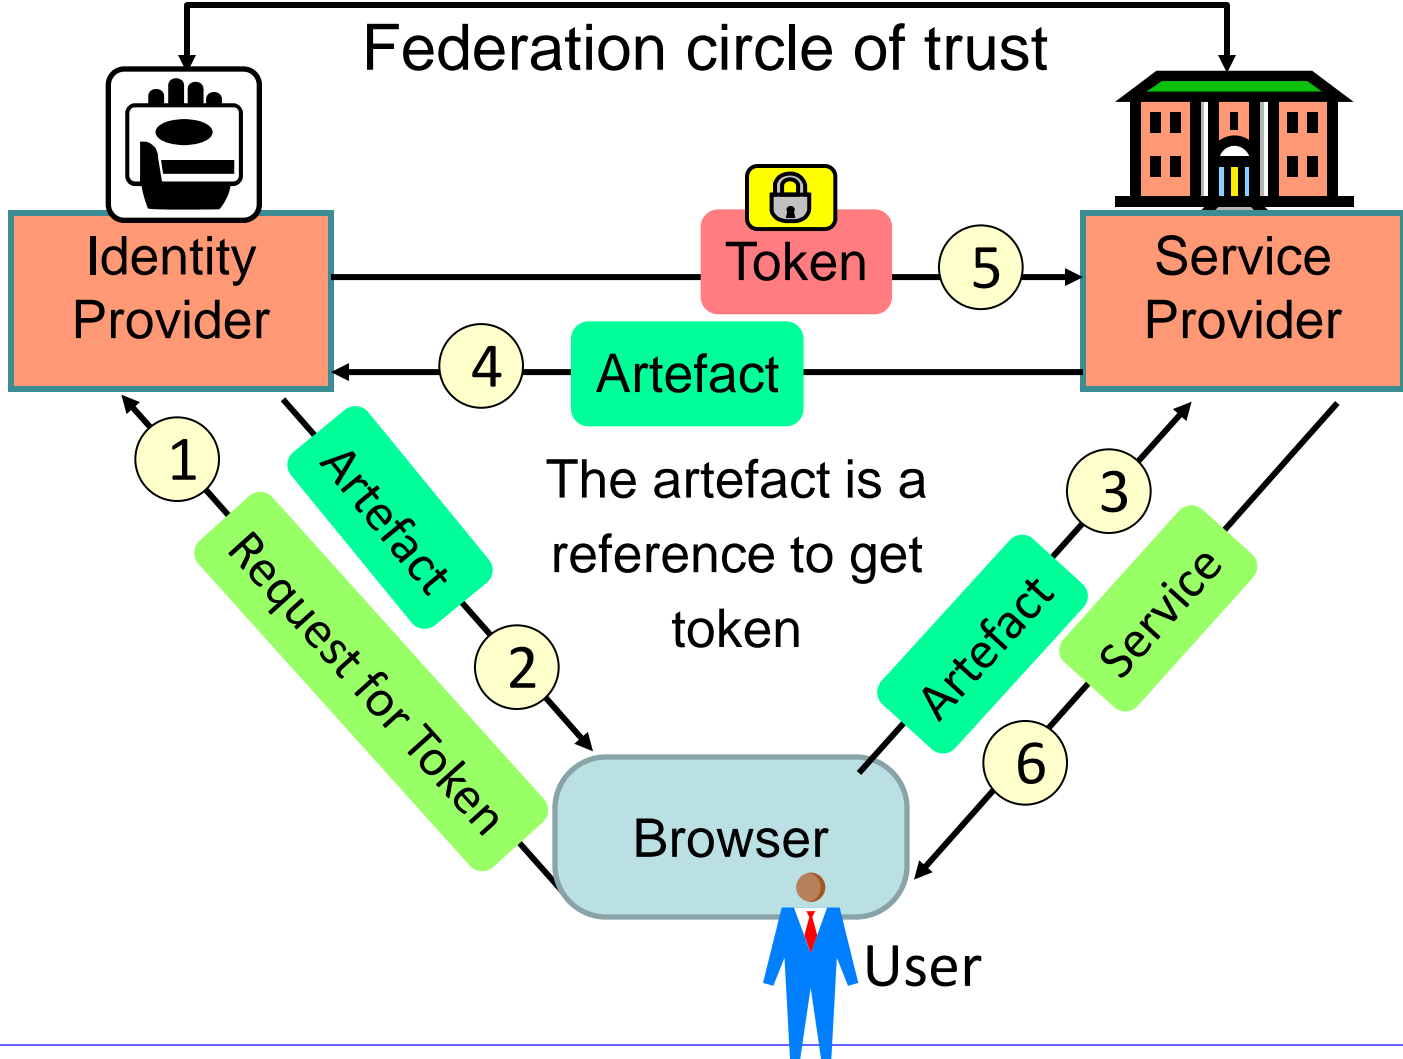 Federation circle of trust
Identity
Provider
Service
Provider
Token
5
4
Artefact
1
Artefact
The artefact is a
reference to get
token
3
Request for Token
2
Artefact
Service
6
Browser
User